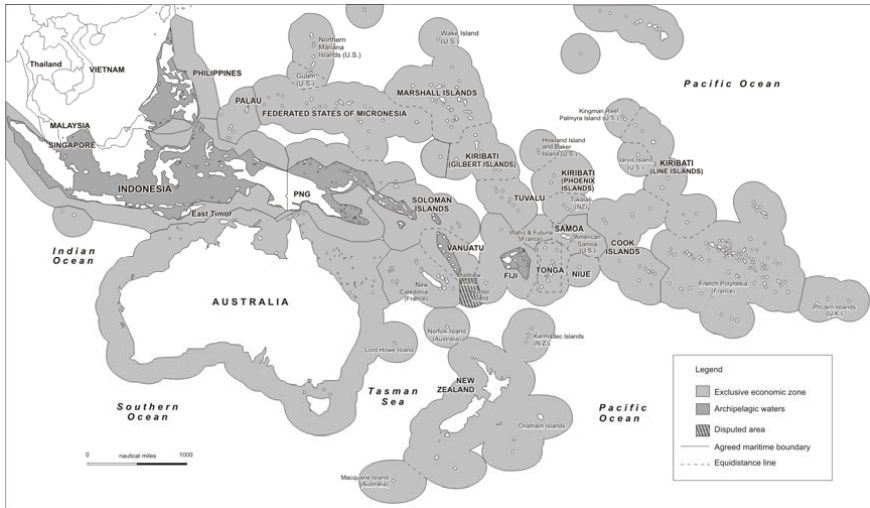 Northern
Mariana
Islands (U.S.)
Wake Island
(U.S.)
Thailand
VIETNAM
PHILIPPINES
Guam
(U.S.)
Pacific Ocean
PALAU
MARSHALL ISLANDS
FEDERATED STATES OF MICRONESIA
Kingman Reef
Palmyra Island (U.S.)
MALAYSIA
SINGAPORE
Howland Island
and Baker
Island (U.S.)
KIRIBATI
(GILBERT ISLANDS)
Jarvis Island
(U.S.)
KIRIBATI
(LINE ISLANDS)
KIRIBATI
(PHOENIX
ISLANDS)
INDONESIA
PNG
SOLOMAN
ISLANDS
TUVALU
Tokelau
(NZ)
East Timor
Wallis & Futuna
(France)
SAMOA
(American
Samoa
(U.S.)
COOK
ISLANDS
Indian
Ocean
VANUATU
FIJI
TONGA
NIUE
New
Caledonia
(France)
French Polynesia
(France)
AUSTRALIA
Pitcairn Islands
(U.K.)
Norfolk Island
(Australia)
Kermadec Islands
(N.Z.)
Lord Howe Island
Tasman
Sea
NEW
ZEALAND
Southern
Ocean
Pacific
Ocean
Chatham Islands
Legend
Exclusive economic zone
Archipelagic waters
Disputed area
Agreed maritime boundary
Equidistance line
0 nautical miles 1000
Macquarie Island
(Australia)